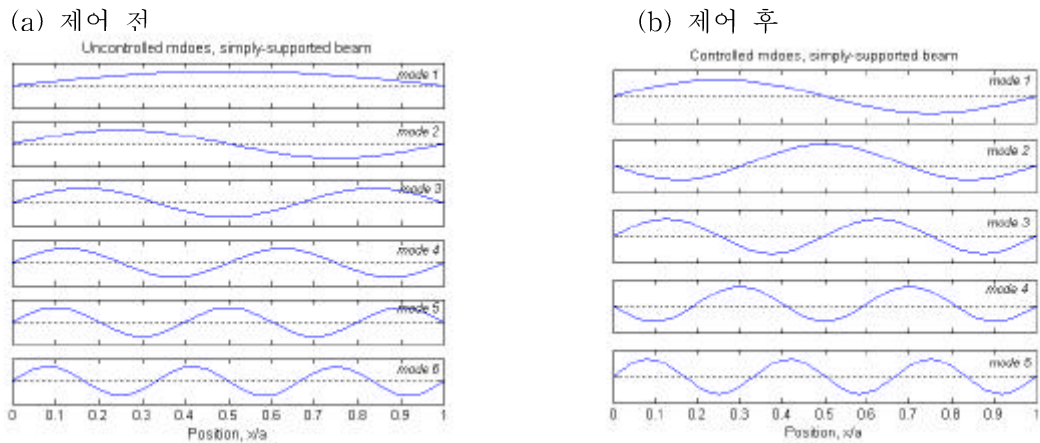 (a) 제어 전
Uncontrolled mdoes, simply-supported beam
mode 1
mode 2
mode 3
mode 4
mode 5
mode 6
0 0.1 0.2 0.3 0.4 0.5 0.6 0.7 0.8 0.9 1
Position, x/a
(b) 제어 후
Controlled mdoes, simply-supported beam
mode 1
mode 2
mode 3
mode 4
mode 5
0 0.1 0.2 0.3 0.4 0.5 0.6 0.7 0.8 0.9 1
Position, x/a